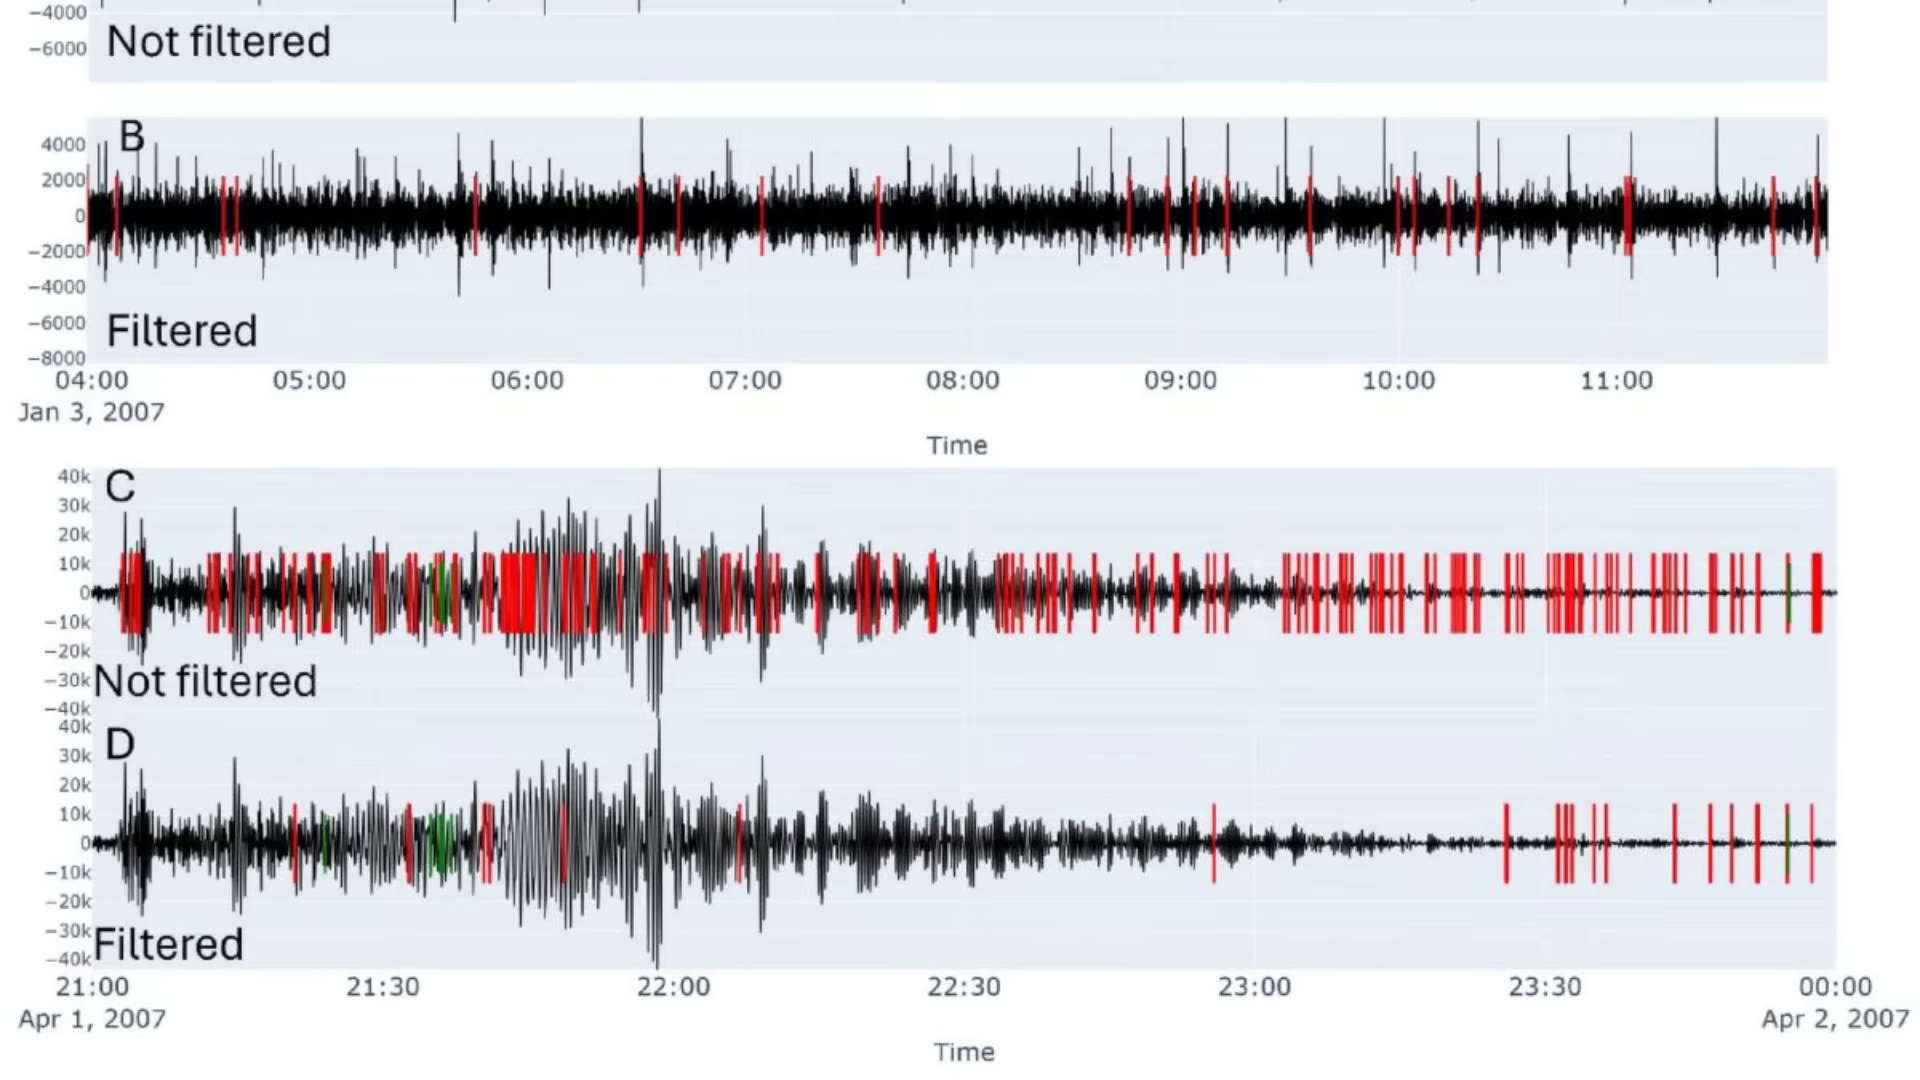 −4000
−6000
Not filtered
B
4000
2000
0
−2000
−4000
−6000
−8000
Filtered
04:00 05:00 06:00 07:00 08:00 09:00 10:00 11:00
Jan 3, 2007
Time
C
40k
30k
20k
10k
0
−10k
−20k
−30k
−40k
Not filtered
D
40k
30k
20k
10k
0
−10k
−20k
−30k
−40k
Filtered
21:00 21:30 22:00 22:30 23:00 23:30 00:00
Apr 1, 2007 Apr 2, 2007
Time